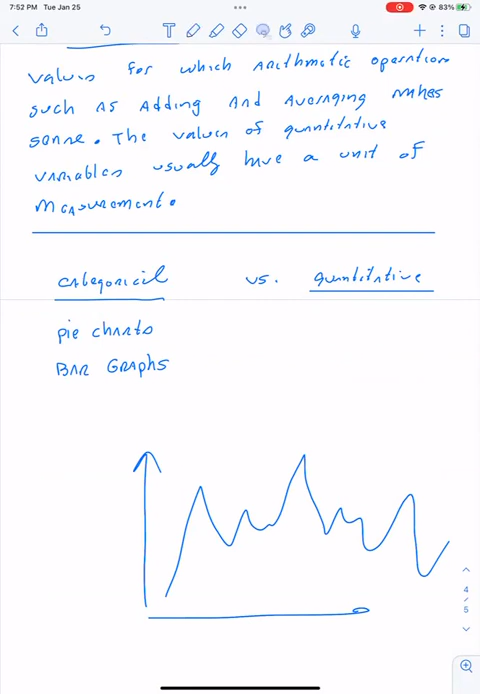 7:52 PM Tue Jan 25
83%
values for which Arithmetic operations
such as Adding and Averaging makes
sense. The values of quantitative
variables usually have a unit of
measurement.
categorical vs. quantitative
pie charts
BAR GRAphs
4
/
5